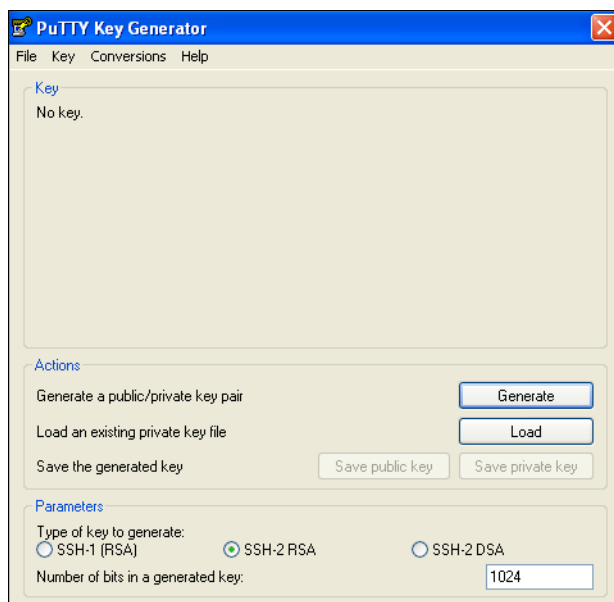 PuTTY Key Generator
File Key Conversions Help
Key
No key.
Actions
Generate a public/private key pair Generate
Load an existing private key file Load
Save the generated key Save public key Save private key
Parameters
Type of key to generate:
SSH-1 (RSA) SSH-2 RSA SSH-2 DSA
Number of bits in a generated key: 1024